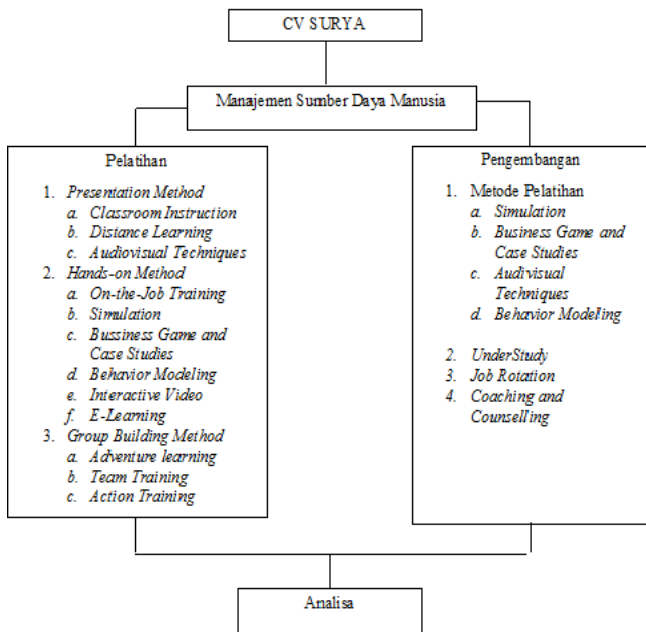 CV SURYA
Manajemen Sumber Daya Manusia
Pelatihan
1. Presentation Method
a. Classroom Instruction
b. Distance Learning
c. Audiovisual Techniques
2. Hands-on Method
a. On-the-Job Training
b. Simulation
c. Bussiness Game and
Case Studies
d. Behavior Modeling
e. Interactive Video
f. E-Learning
3. Group Building Method
a. Adventure learning
b. Team Training
c. Action Training
Pengembangan
1. Metode Pelatihan
a. Simulation
b. Business Game and
Case Studies
c. Audivisual
Techniques
d. Behavior Modeling
2. UnderStudy
3. Job Rotation
4. Coaching and
Counselling
Analisa